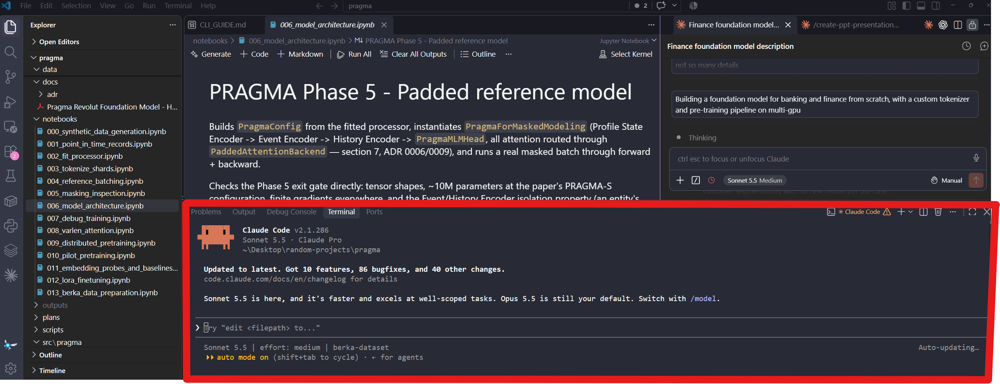 File Edit Selection View Go Run Terminal Help
pragma
2
Explorer
Open Editors
pragma
data
docs
adr
Pragma Revolut Foundation Model - H...
notebooks
000_synthetic_data_generation.ipynb
001_point_in_time_records.ipynb
002_fit_processor.ipynb
003_tokenize_shards.ipynb
004_reference_batching.ipynb
005_masking_inspection.ipynb
006_model_architecture.ipynb
007_debug_training.ipynb
008_varlen_attention.ipynb
009_distributed_pretraining.ipynb
010_pilot_pretraining.ipynb
011_embedding_probes_and_baselines...
012_lora_finetuning.ipynb
013_berka_data_preparation.ipynb
outputs
plans
scripts
src\pragma
Outline
Timeline
2
CLI_GUIDE.md
006_model_architecture.ipynb
notebooks > 006_model_architecture.ipynb > M↓ PRAGMA Phase 5 - Padded reference model
Jupyter Notebook
Generate + Code + Markdown Run All Clear All Outputs Outline ...
Select Kernel
PRAGMA Phase 5 - Padded reference model
Builds PragmaConfig from the fitted processor, instantiates PragmaForMaskedModeling (Profile State
Encoder -> Event Encoder -> History Encoder -> PragmaMLMHead, all attention routed through
PaddedAttentionBackend — section 7, ADR 0006/0009), and runs a real masked batch through forward
+ backward.
Checks the Phase 5 exit gate directly: tensor shapes, ~10M parameters at the paper's PRAGMA-S
configuration, finite gradients everywhere, and the Event/History Encoder isolation property (an entity's
Finance foundation model...
/create-ppt-presentation...
Finance foundation model description
not so many details
Building a foundation model for banking and finance from scratch, with a custom tokenizer
and pre-training pipeline on multi-gpu
Thinking
ctrl esc to focus or unfocus Claude
Sonnet 5.5 Medium
Manual
customer segmentation, with no new model per use case.
Problems Output Debug Console Terminal Ports
Claude Code
Claude Code v2.1.286
Sonnet 5.5 · Claude Pro
~\Desktop\random-projects\pragma
Updated to latest. Got 10 features, 86 bugfixes, and 40 other changes.
code.claude.com/docs/en/changelog for details
Sonnet 5.5 is here, and it's faster and excels at well-scoped tasks. Opus 5.5 is still your default. Switch with /model.
❯ Try "edit <filepath> to..."
Sonnet 5.5 | effort: medium | berka-dataset
Auto-updating…
⏵⏵ auto mode on (shift+tab to cycle) · ← for agents